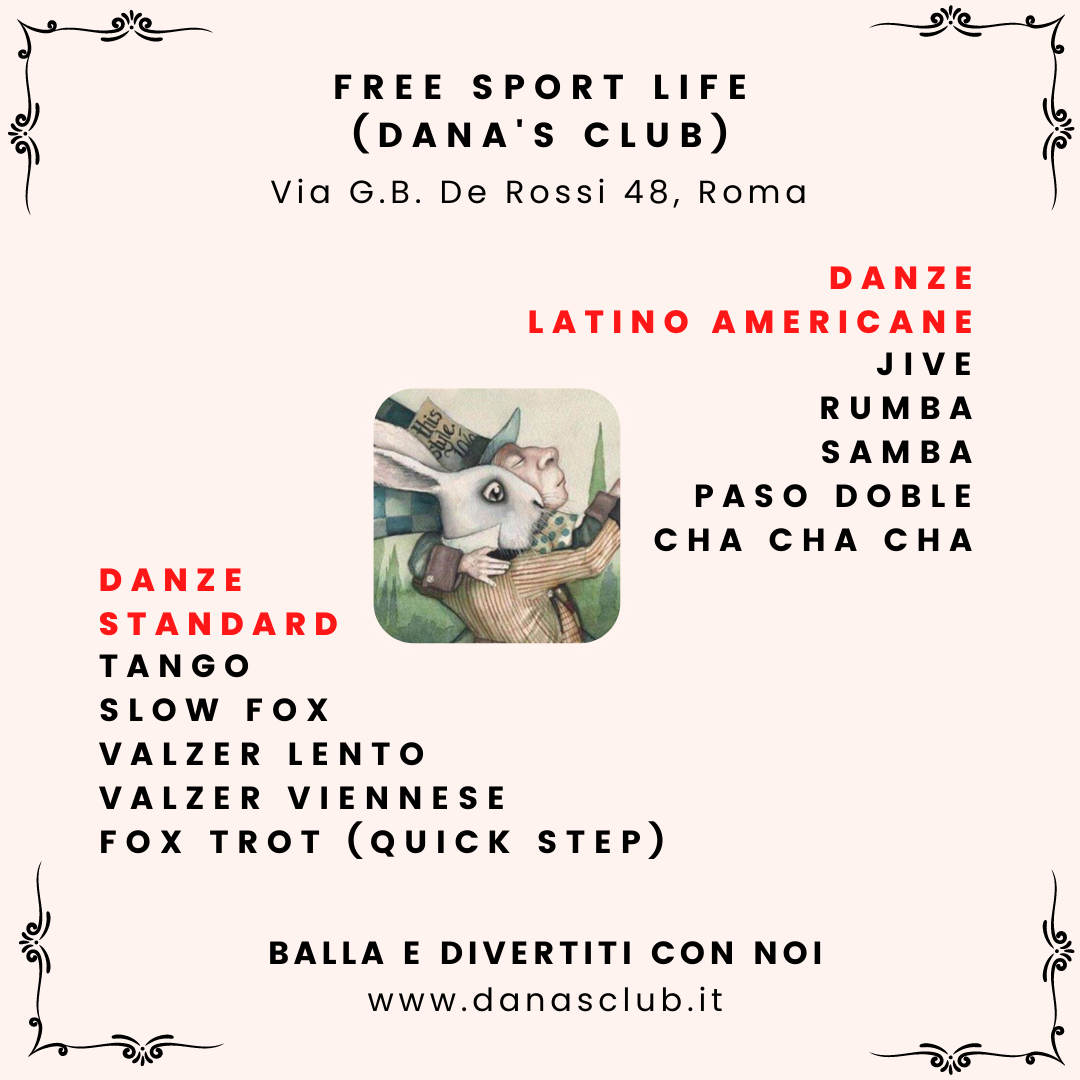 FREE SPORT LIFE
(DANA'S CLUB)
Via G.B. De Rossi 48, Roma
DANZE
LATINO AMERICANE
JIVE
RUMBA
SAMBA
PASO DOBLE
CHA CHA CHA
this
style
10/6
DANZE
STANDARD
TANGO
SLOW FOX
VALZER LENTO
VALZER VIENNESE
FOX TROT (QUICK STEP)
BALLA E DIVERTITI CON NOI
www.danasclub.it